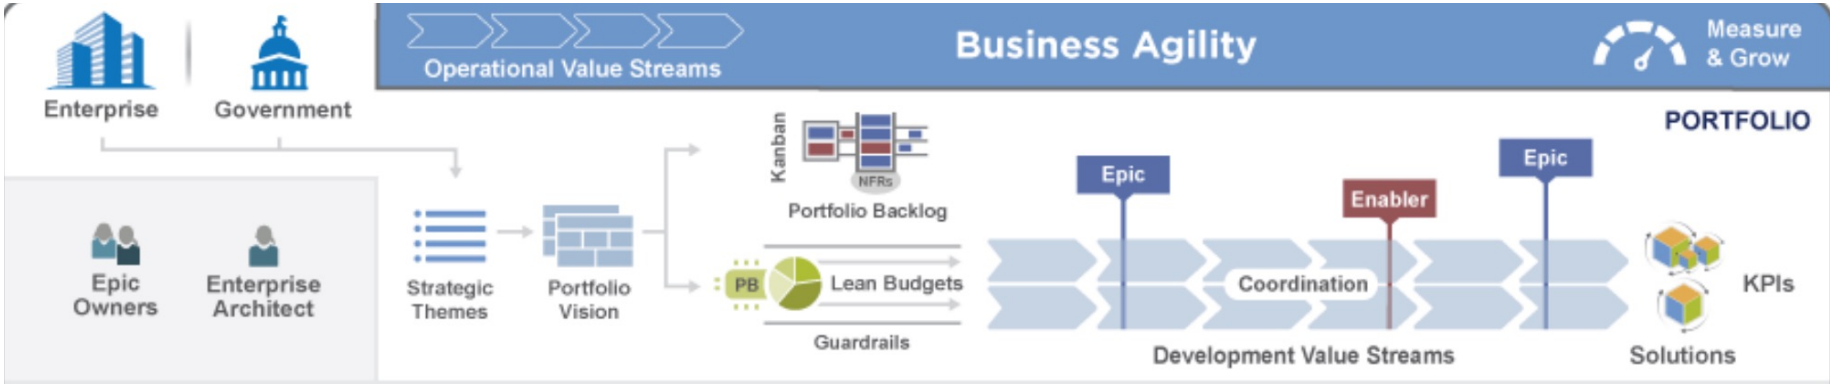 Enterprise
Government
Operational Value Streams
Business Agility
Measure
& Grow
PORTFOLIO
Epic
Owners
Enterprise
Architect
Strategic
Themes
Portfolio
Vision
Kanban
NFRs
Portfolio Backlog
PB
Lean Budgets
Guardrails
Epic
Enabler
Epic
Coordination
Development Value Streams
KPIs
Solutions